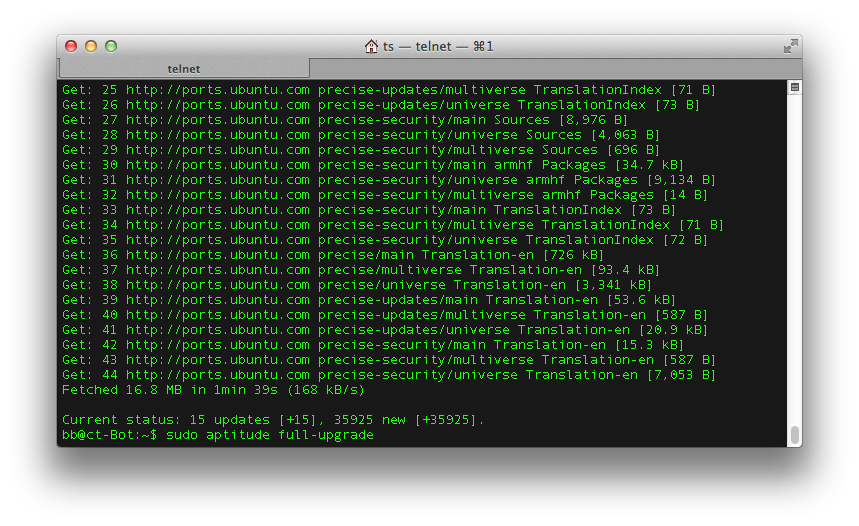 ts — telnet — ⌘1
telnet
Get: 25 http://ports.ubuntu.com precise-updates/multiverse TranslationIndex [71 B]
Get: 26 http://ports.ubuntu.com precise-updates/universe TranslationIndex [73 B]
Get: 27 http://ports.ubuntu.com precise-security/main Sources [8,976 B]
Get: 28 http://ports.ubuntu.com precise-security/universe Sources [4,063 B]
Get: 29 http://ports.ubuntu.com precise-security/multiverse Sources [696 B]
Get: 30 http://ports.ubuntu.com precise-security/main armhf Packages [34.7 kB]
Get: 31 http://ports.ubuntu.com precise-security/universe armhf Packages [9,134 B]
Get: 32 http://ports.ubuntu.com precise-security/multiverse armhf Packages [14 B]
Get: 33 http://ports.ubuntu.com precise-security/main TranslationIndex [73 B]
Get: 34 http://ports.ubuntu.com precise-security/multiverse TranslationIndex [71 B]
Get: 35 http://ports.ubuntu.com precise-security/universe TranslationIndex [72 B]
Get: 36 http://ports.ubuntu.com precise/main Translation-en [726 kB]
Get: 37 http://ports.ubuntu.com precise/multiverse Translation-en [93.4 kB]
Get: 38 http://ports.ubuntu.com precise/universe Translation-en [3,341 kB]
Get: 39 http://ports.ubuntu.com precise-updates/main Translation-en [53.6 kB]
Get: 40 http://ports.ubuntu.com precise-updates/multiverse Translation-en [587 B]
Get: 41 http://ports.ubuntu.com precise-updates/universe Translation-en [20.9 kB]
Get: 42 http://ports.ubuntu.com precise-security/main Translation-en [15.3 kB]
Get: 43 http://ports.ubuntu.com precise-security/multiverse Translation-en [587 B]
Get: 44 http://ports.ubuntu.com precise-security/universe Translation-en [7,053 B]
Fetched 16.8 MB in 1min 39s (168 kB/s)
Current status: 15 updates [+15], 35925 new [+35925].
bb@ct-Bot:~$ sudo aptitude full-upgrade